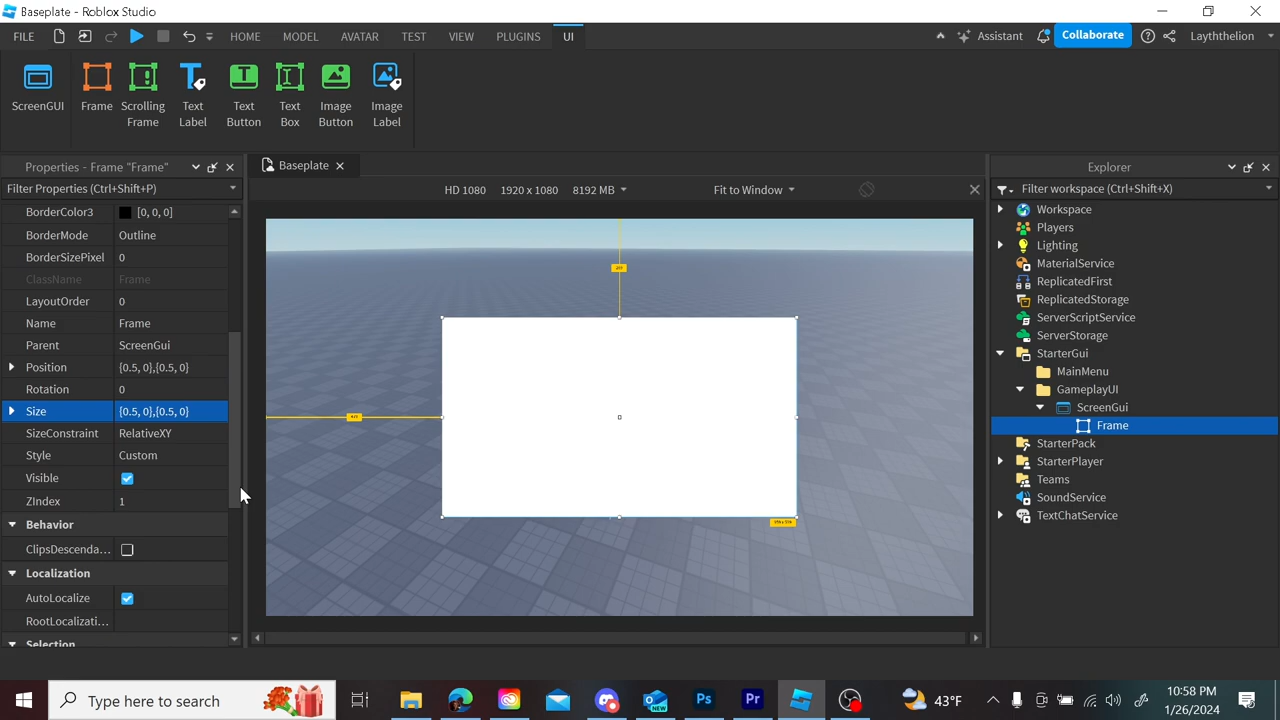 Baseplate - Roblox Studio
FILE HOME MODEL AVATAR TEST VIEW PLUGINS UI Assistant Collaborate Layththelion
ScreenGUI Frame Scrolling Frame Text Label Text Button Text Box Image Button Image Label
Properties - Frame "Frame"
Filter Properties (Ctrl+Shift+P)
BorderColor3 [0, 0, 0]
BorderMode Outline
BorderSizePixel 0
ClassName Frame
LayoutOrder 0
Name Frame
Parent ScreenGui
Position {0.5, 0},{0.5, 0}
Rotation 0
Size {0.5, 0},{0.5, 0}
SizeConstraint RelativeXY
Style Custom
Visible
ZIndex 1
Behavior
ClipsDescenda...
Localization
AutoLocalize
RootLocalizati...
Selection
Baseplate
HD 1080 1920 x 1080 8192 MB Fit to Window
Explorer
Filter workspace (Ctrl+Shift+X)
Workspace
Players
Lighting
MaterialService
ReplicatedFirst
ReplicatedStorage
ServerScriptService
ServerStorage
StarterGui
MainMenu
GameplayUI
ScreenGui
Frame
StarterPack
StarterPlayer
Teams
SoundService
TextChatService
Type here to search
NEW
Ps
Pr
43°F
10:58 PM
1/26/2024